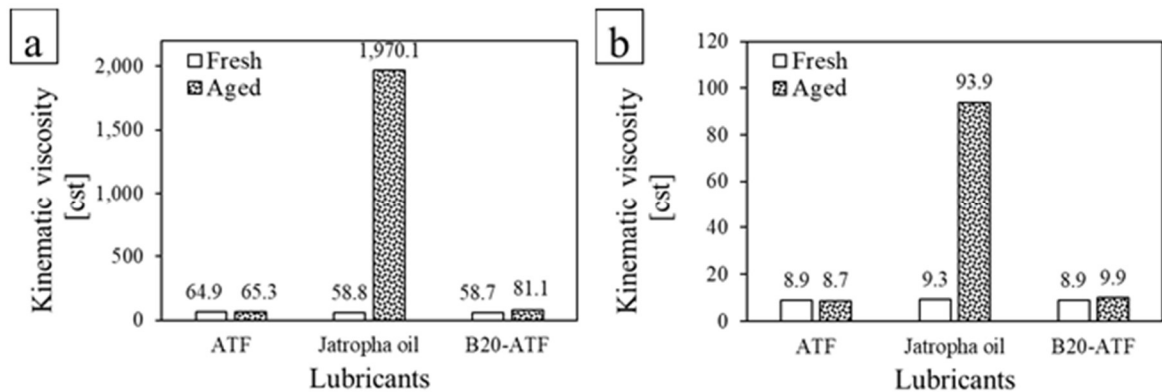 a
Kinematic viscosity
[cst]
2,000
1,500
1,000
500
0
Fresh
Aged
64.9
65.3
58.8
1,970.1
58.7
81.1
ATF
Jatropha oil
B20-ATF
Lubricants
b
Kinematic viscosity
[cst]
120
100
80
60
40
20
0
Fresh
Aged
8.9
8.7
9.3
93.9
8.9
9.9
ATF
Jatropha oil
B20-ATF
Lubricants